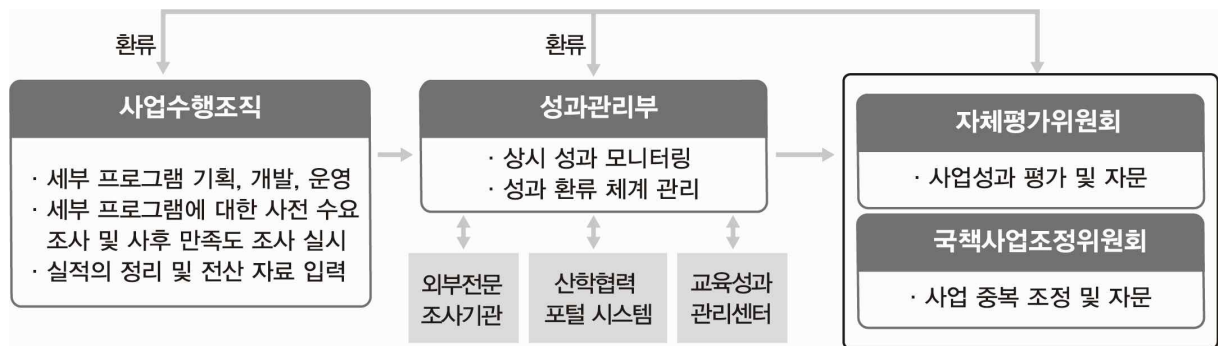 환류
환류
사업수행조직
· 세부 프로그램 기획, 개발, 운영
· 세부 프로그램에 대한 사전 수요
조사 및 사후 만족도 조사 실시
· 실적의 정리 및 전산 자료 입력
성과관리부
· 상시 성과 모니터링
· 성과 환류 체계 관리
외부전문
조사기관
산학협력
포털 시스템
교육성과
관리센터
자체평가위원회
· 사업성과 평가 및 자문
국책사업조정위원회
· 사업 중복 조정 및 자문